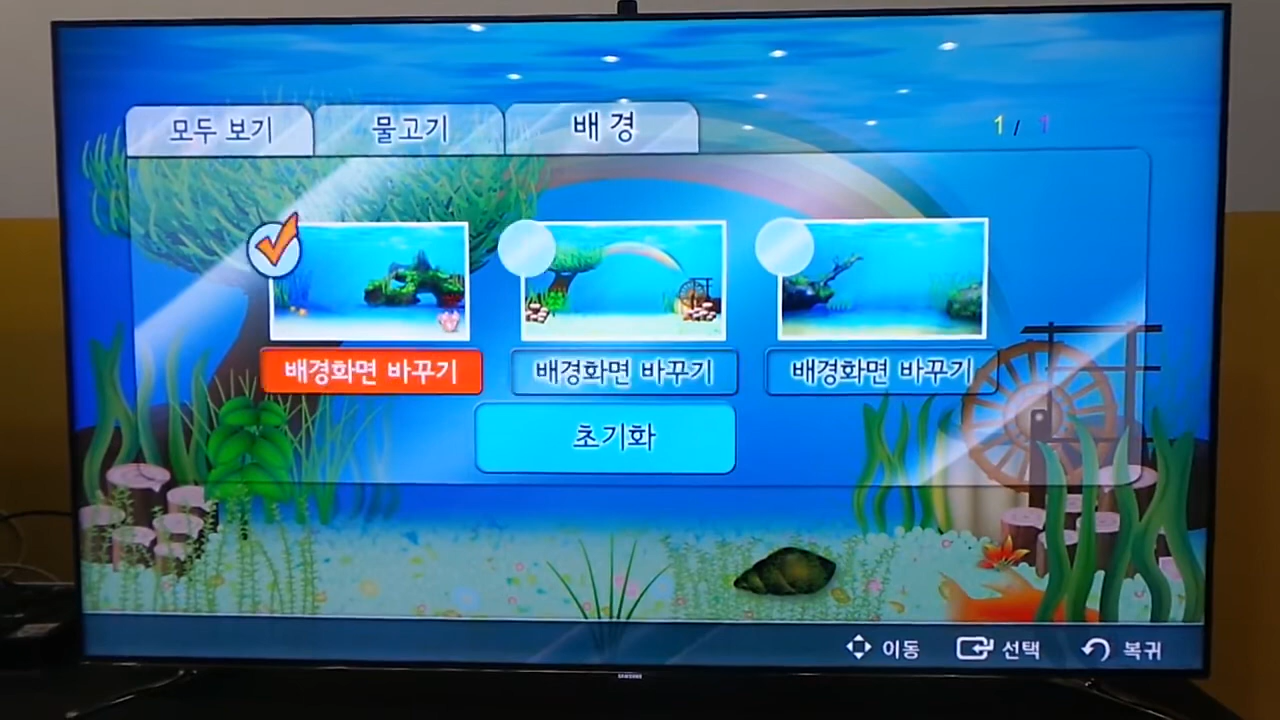 모두 보기
물고기
배경
1/ 1
배경화면 바꾸기
배경화면 바꾸기
배경화면 바꾸기
초기화
이동
선택
복귀
SAMSUNG